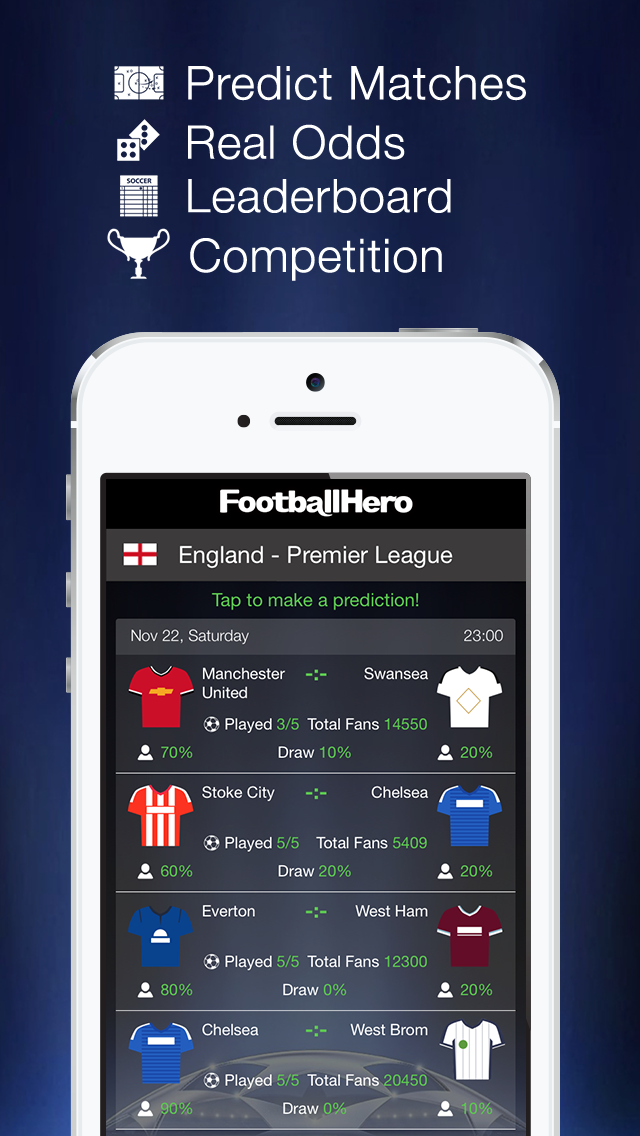 Predict Matches
Real Odds
SOCCER
Leaderboard
Competition
FootballHero
England - Premier League
Tap to make a prediction!
Nov 22, Saturday 23:00
Manchester United -:- Swansea
Played 3/5 Total Fans 14550
70% Draw 10% 20%
Stoke City -:- Chelsea
Played 5/5 Total Fans 5409
60% Draw 20% 20%
Everton -:- West Ham
Played 5/5 Total Fans 12300
80% Draw 0% 20%
Chelsea -:- West Brom
Played 5/5 Total Fans 20450
90% Draw 0% 10%